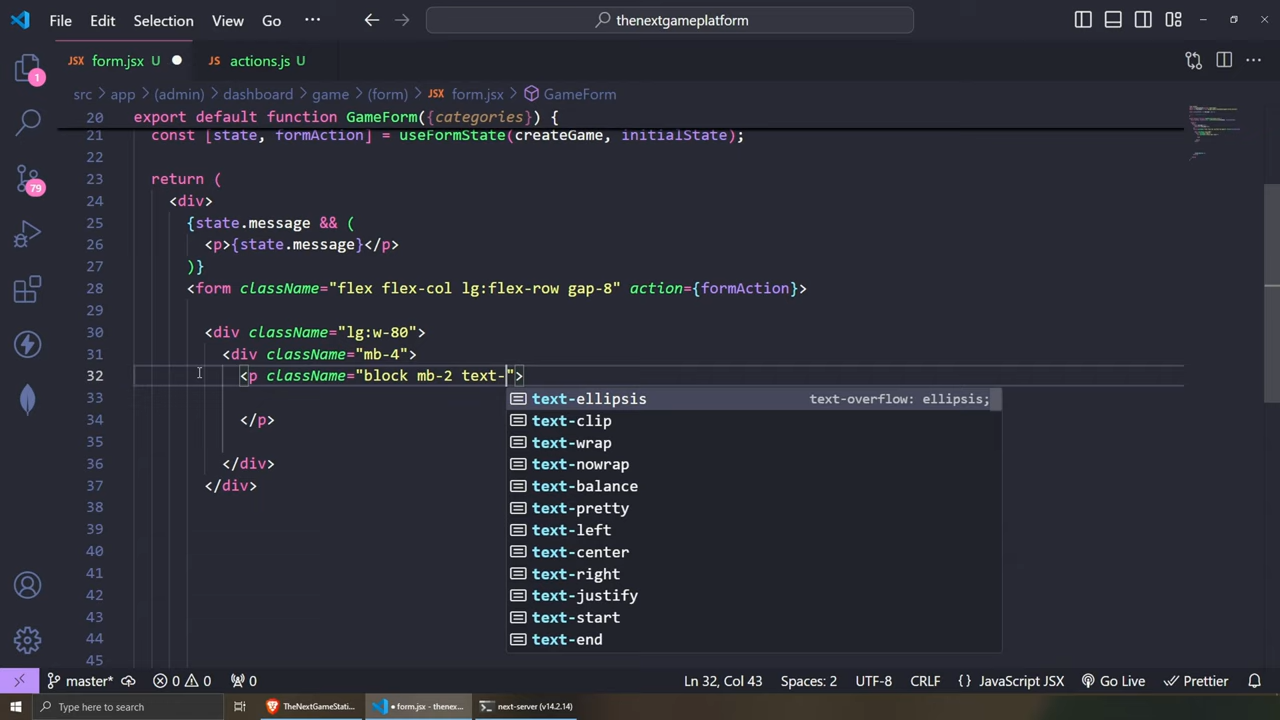 File Edit Selection View Go ··· thenextgameplatform
form.jsx U actions.js U
src > app > (admin) > dashboard > game > (form) > form.jsx > GameForm
20 export default function GameForm({categories}) {
21 const [state, formAction] = useFormState(createGame, initialState);
22
23 return (
24 <div>
25 {state.message && (
26 <p>{state.message}</p>
27 )}
28 <form className="flex flex-col lg:flex-row gap-8" action={formAction}>
29
30 <div className="lg:w-80">
31 <div className="mb-4">
32 <p className="block mb-2 text-">
33 text-ellipsis text-overflow: ellipsis;
34 </p> text-clip
35 text-wrap
36 </div> text-nowrap
37 </div> text-balance
38 text-pretty
39 text-left
40 text-center
41 text-right
42 text-justify
43 text-start
44 text-end
45
master* 0 0 0 Ln 32, Col 43 Spaces: 2 UTF-8 CRLF {} JavaScript JSX Go Live Prettier
Type here to search TheNextGameStati... form.jsx - thenex... next-server (v14.2.14)
1
79
JSX
JS
JSX